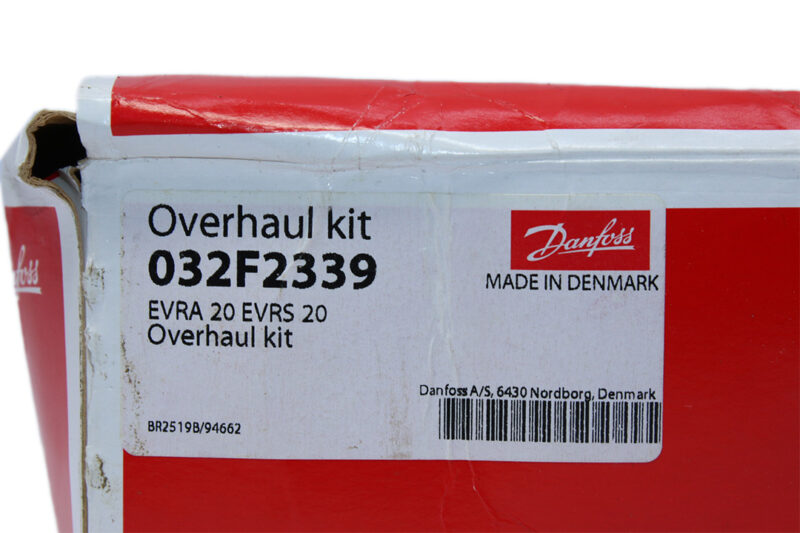 Overhaul kit
032F2339
EVRA 20 EVRS 20
Overhaul kit
BR2519B/94662
Danfoss
MADE IN DENMARK
Danfoss A/S, 6430 Nordborg, Denmark